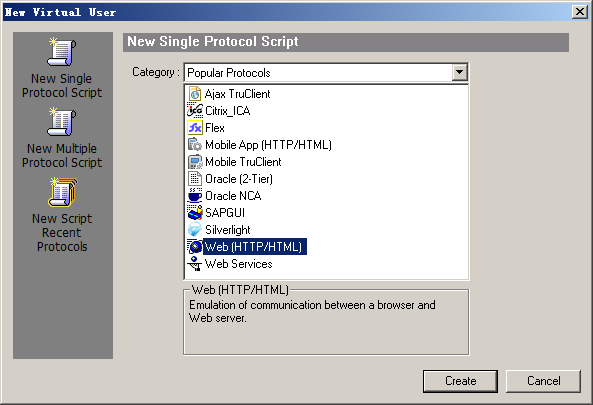 New Virtual User
New Single
Protocol Script
New Multiple
Protocol Script
New Script
Recent
Protocols
New Single Protocol Script
Category :
Popular Protocols
Ajax TruClient
Citrix_ICA
Flex
Mobile App (HTTP/HTML)
Mobile TruClient
Oracle (2-Tier)
Oracle NCA
SAPGUI
Silverlight
Web (HTTP/HTML)
Web Services
Web (HTTP/HTML)
Emulation of communication between a browser and
Web server.
Create
Cancel